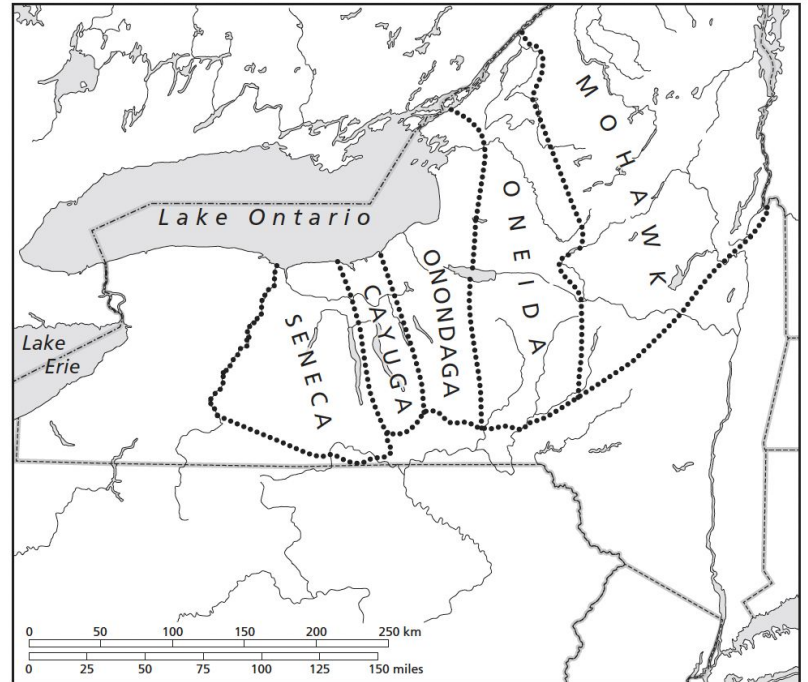 MOHAWK
ONEIDA
Lake Ontario
ONONDAGA
CAYUGA
SENECA
Lake
Erie
0 50 100 150 200 250 km
0 25 50 75 100 125 150 miles